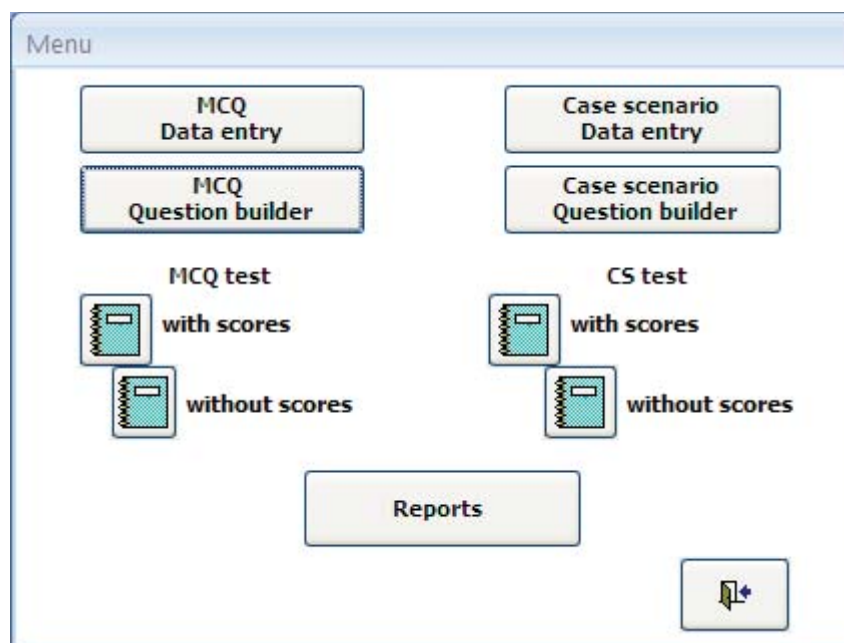 Menu
MCQ
Data entry
Case scenario
Data entry
MCQ
Question builder
Case scenario
Question builder
MCQ test
CS test
with scores
with scores
without scores
without scores
Reports